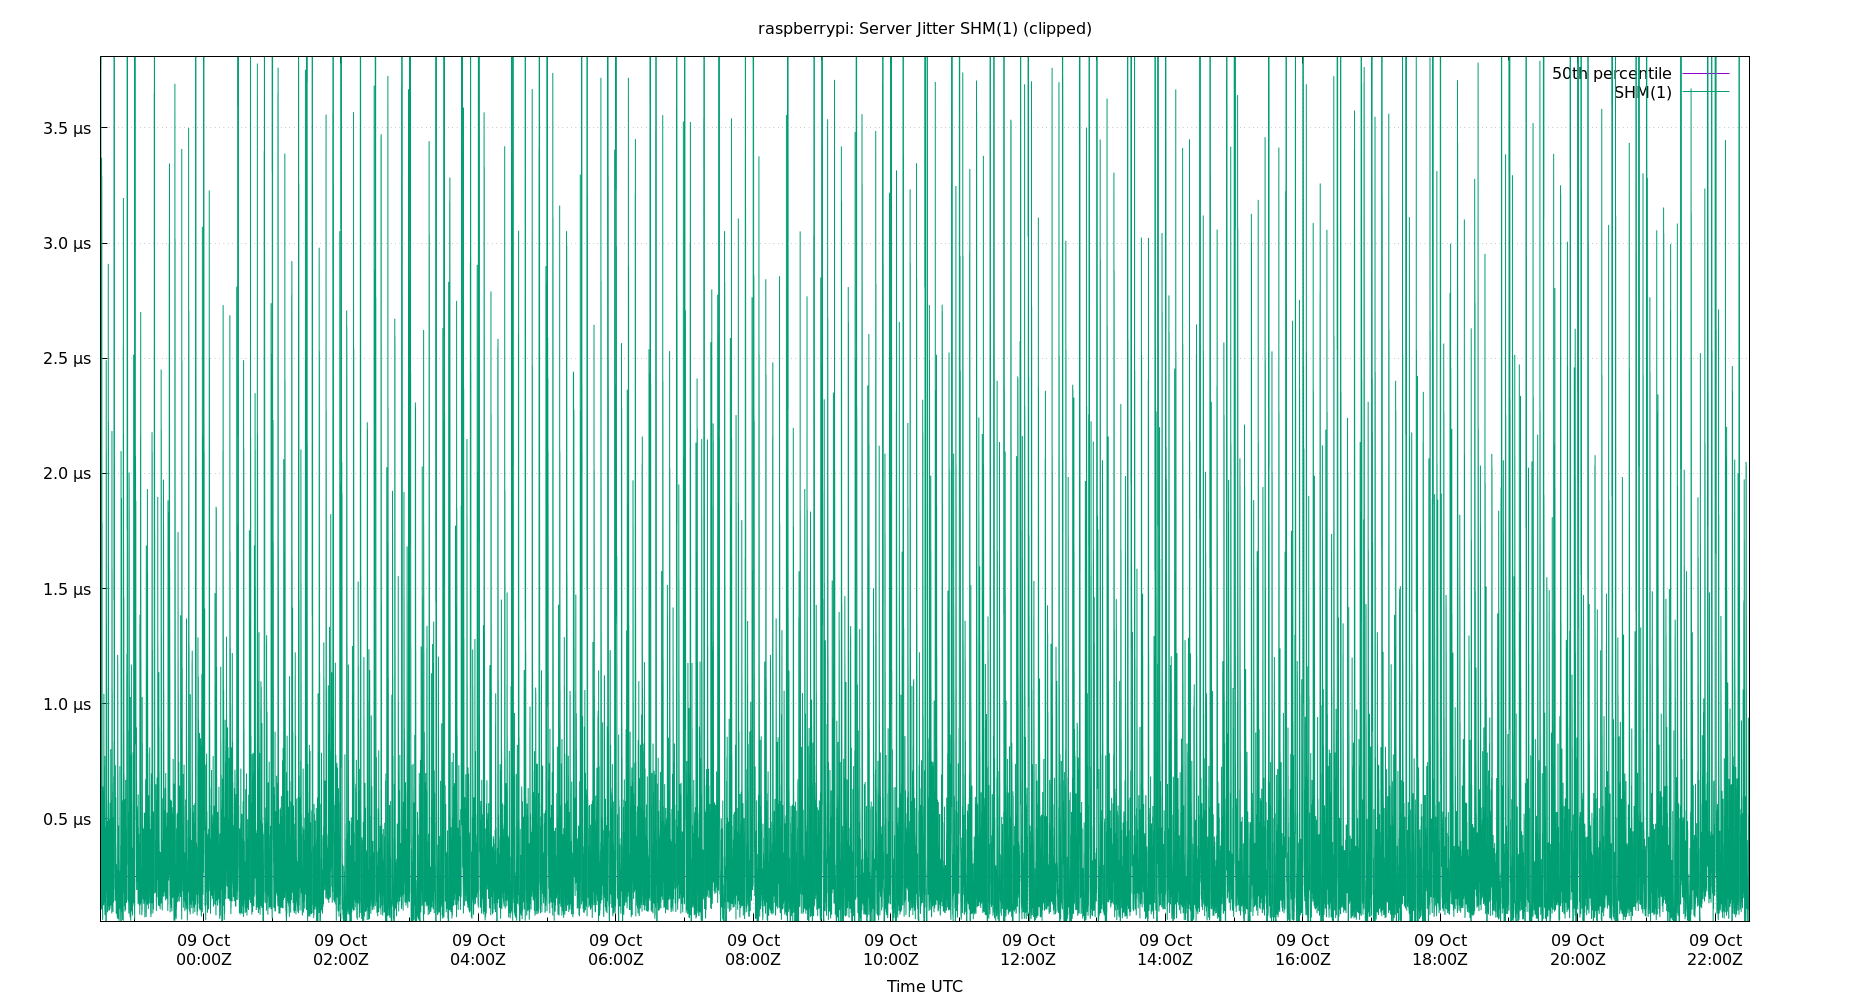 raspberrypi: Server Jitter SHM(1) (clipped)
50th percentile
SHM(1)
3.5 µs
3.0 µs
2.5 µs
2.0 µs
1.5 µs
1.0 µs
0.5 µs
09 Oct 09 Oct 09 Oct 09 Oct 09 Oct 09 Oct 09 Oct 09 Oct 09 Oct 09 Oct 09 Oct 09 Oct
00:00Z 02:00Z 04:00Z 06:00Z 08:00Z 10:00Z 12:00Z 14:00Z 16:00Z 18:00Z 20:00Z 22:00Z
Time UTC